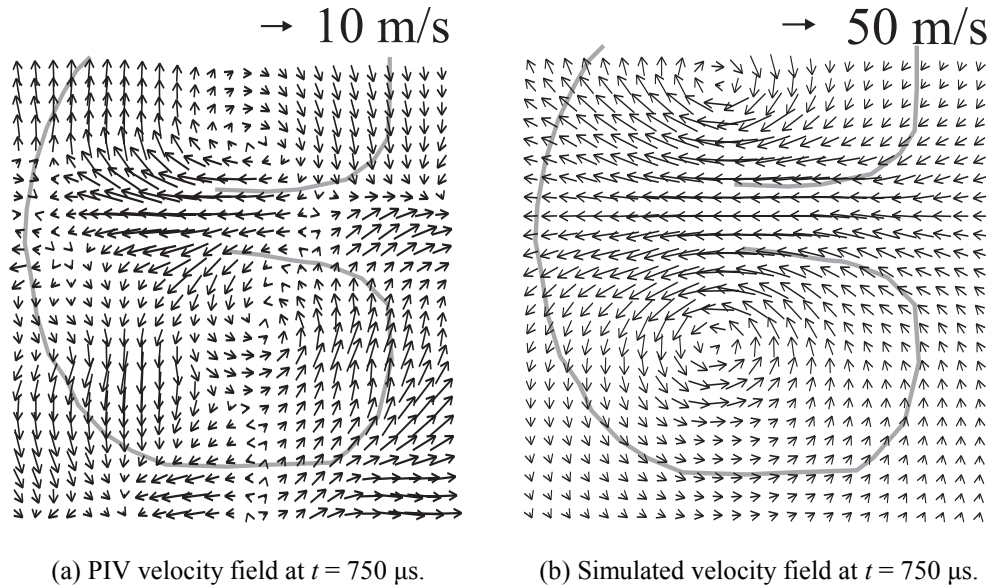 10 m/s
50 m/s
(a) PIV velocity field at t = 750 μs.
(b) Simulated velocity field at t = 750 μs.